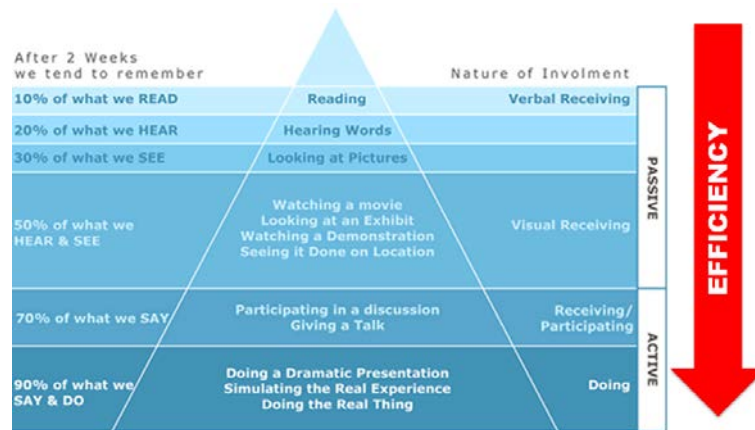 After 2 Weeks
we tend to remember
Nature of Involment
10% of what we READ
Reading
Verbal Receiving
20% of what we HEAR
Hearing Words
30% of what we SEE
Looking at Pictures
50% of what we
HEAR & SEE
Watching a movie
Looking at an Exhibit
Watching a Demonstration
Seeing it Done on Location
Visual Receiving
PASSIVE
70% of what we SAY
Participating in a discussion
Giving a Talk
Receiving/
Participating
90% of what we
SAY & DO
Doing a Dramatic Presentation
Simulating the Real Experience
Doing the Real Thing
Doing
ACTIVE
EFFICIENCY